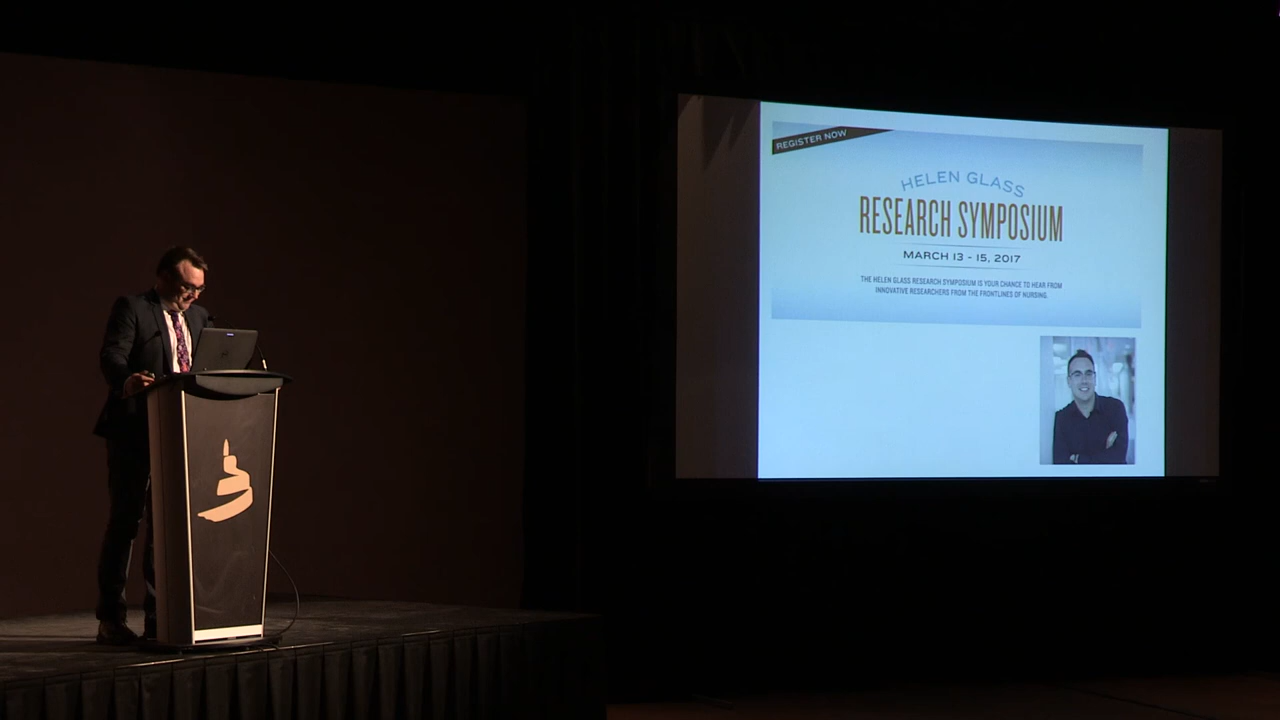 REGISTER NOW
HELEN GLASS
RESEARCH SYMPOSIUM
MARCH 13 - 15, 2017
THE HELEN GLASS RESEARCH SYMPOSIUM IS YOUR CHANCE TO HEAR FROM
INNOVATIVE RESEARCHERS FROM THE FRONTLINES OF NURSING.